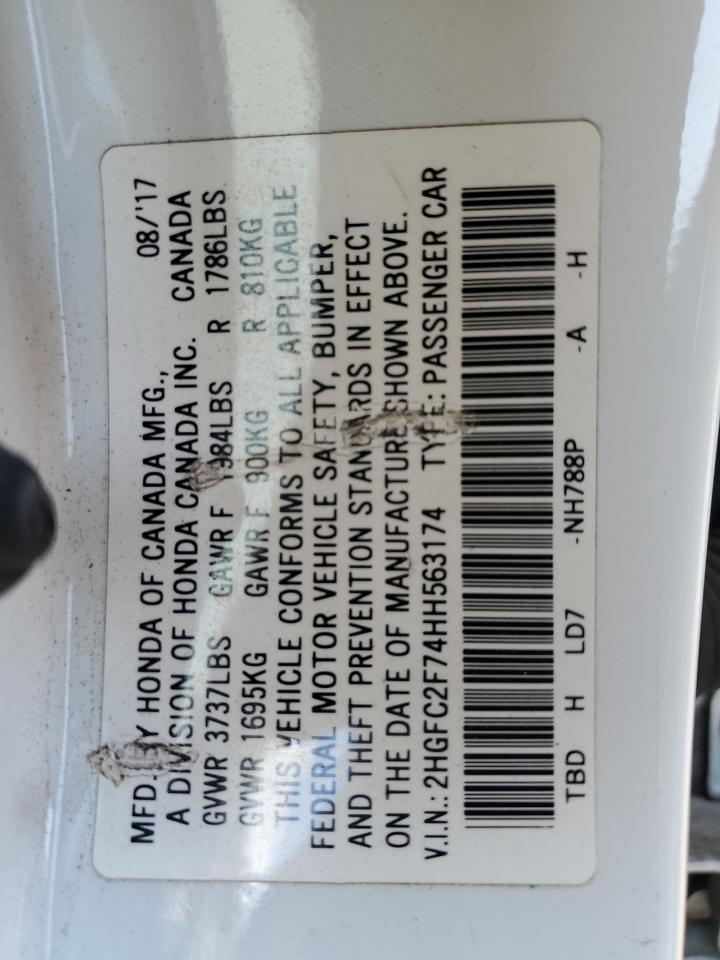 MFD. BY HONDA OF CANADA MFG., 08/'17
A DIVISION OF HONDA CANADA INC. CANADA
GVWR 3737LBS GAWR F 1984LBS R 1786LBS
GVWR 1695KG GAWR F 900KG R 810KG
THIS VEHICLE CONFORMS TO ALL APPLICABLE
FEDERAL MOTOR VEHICLE SAFETY, BUMPER,
AND THEFT PREVENTION STANDARDS IN EFFECT
ON THE DATE OF MANUFACTURE SHOWN ABOVE.
V.I.N.: 2HGFC2F74HH563174 TYPE: PASSENGER CAR
TBD H LD7 -NH788P -A -H